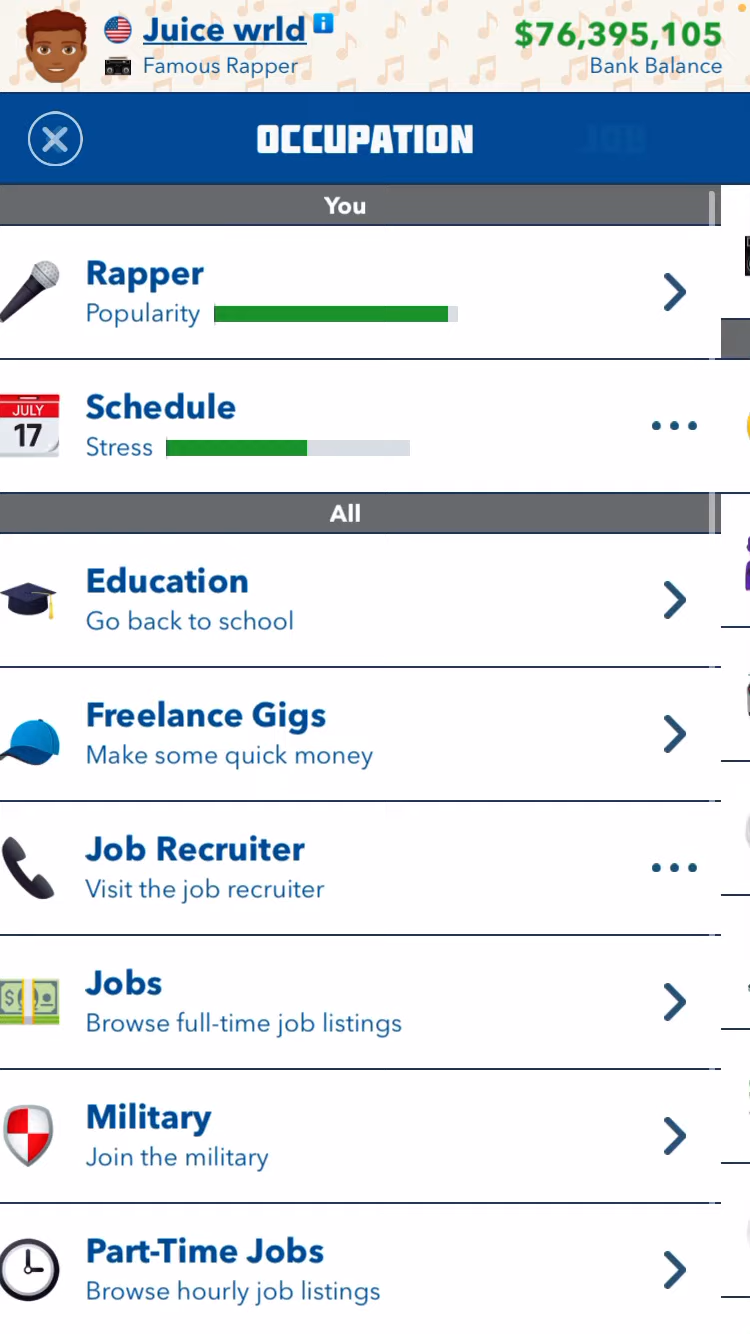 Juice wrld i
$76,395,105
Famous Rapper
Bank Balance
OCCUPATION
JOB
You
Rapper
Popularity
JULY
17
Schedule
Stress
All
Education
Go back to school
Freelance Gigs
Make some quick money
Job Recruiter
Visit the job recruiter
Jobs
Browse full-time job listings
Military
Join the military
Part-Time Jobs
Browse hourly job listings